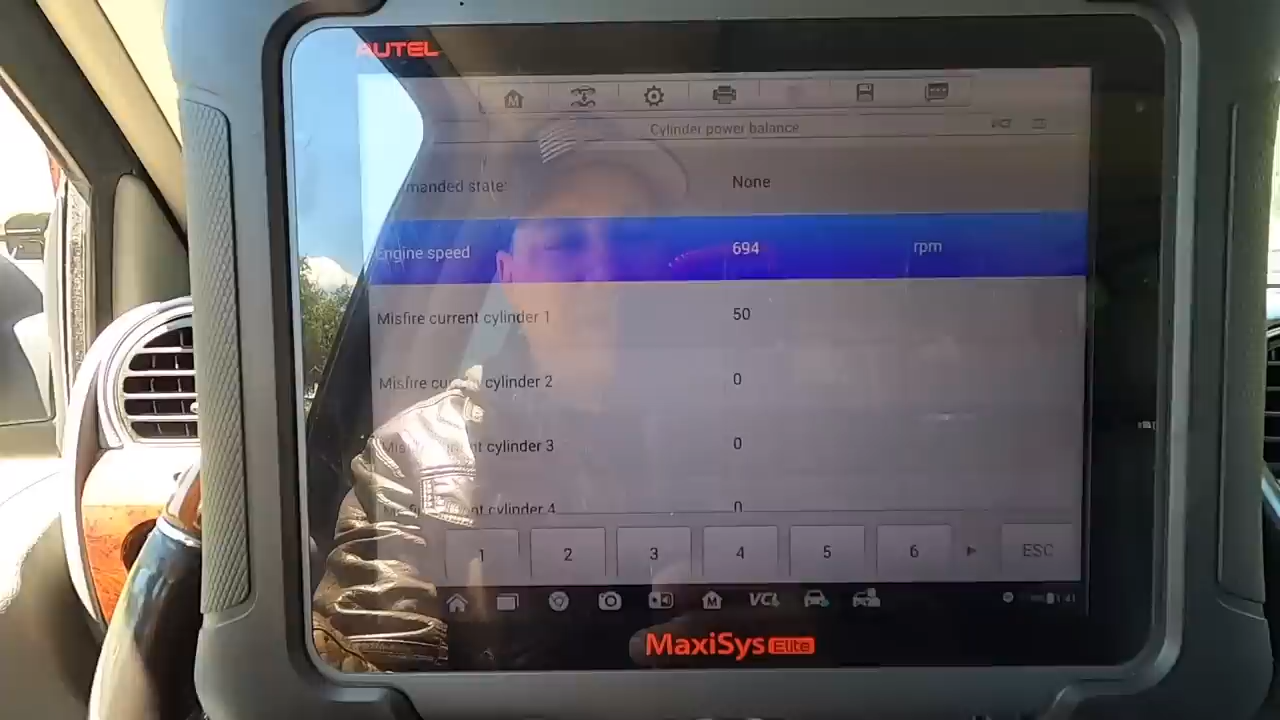 AUTEL
M
Cylinder power balance
manded state: None
Engine speed 694 rpm
Misfire current cylinder 1 50
Misfire current cylinder 2 0
Misfire current cylinder 3 0
Misfire current cylinder 4 0
1 2 3 4 5 6 ESC
M VCI
MaxiSys Elite